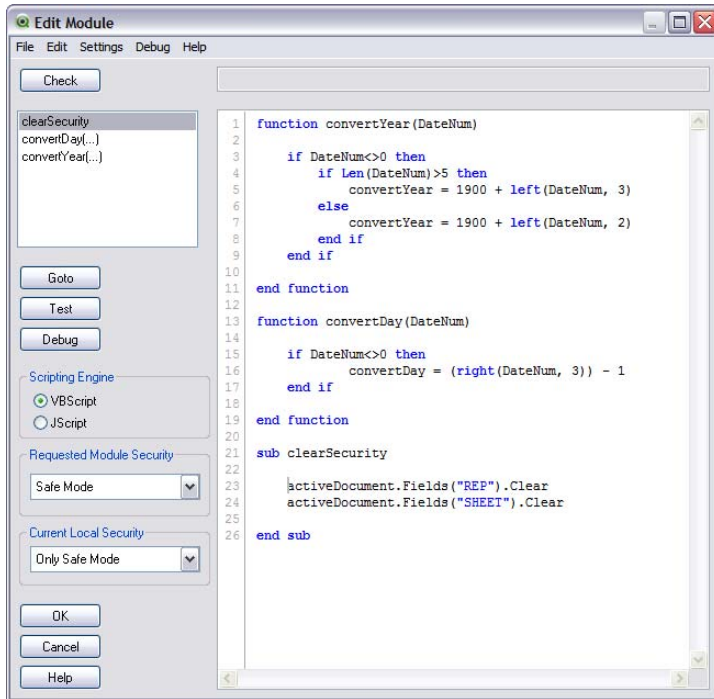 Edit Module
File Edit Settings Debug Help
Check
clearSecurity
convertDay(...)
convertYear(...)
Goto
Test
Debug
Scripting Engine
VBScript
JScript
Requested Module Security
Safe Mode
Current Local Security
Only Safe Mode
OK
Cancel
Help
1 function convertYear(DateNum)
2
3 if DateNum<>0 then
4 if Len(DateNum)>5 then
5 convertYear = 1900 + left(DateNum, 3)
6 else
7 convertYear = 1900 + left(DateNum, 2)
8 end if
9 end if
10
11 end function
12
13 function convertDay(DateNum)
14
15 if DateNum<>0 then
16 convertDay = (right(DateNum, 3)) - 1
17 end if
18
19 end function
20
21 sub clearSecurity
22
23 activeDocument.Fields("REP").Clear
24 activeDocument.Fields("SHEET").Clear
25
26 end sub